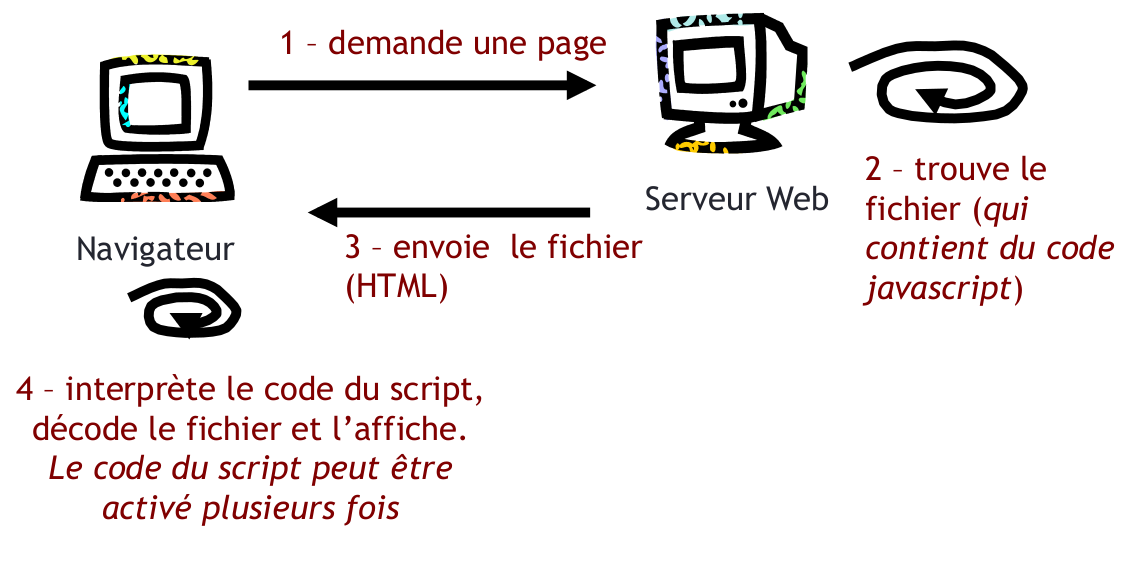 1 – demande une page
Serveur Web
2 – trouve le
fichier (qui
contient du code
javascript)
Navigateur
3 – envoie  le fichier
(HTML)
4 – interprète le code du script,
décode le fichier et l’affiche.
Le code du script peut être
activé plusieurs fois